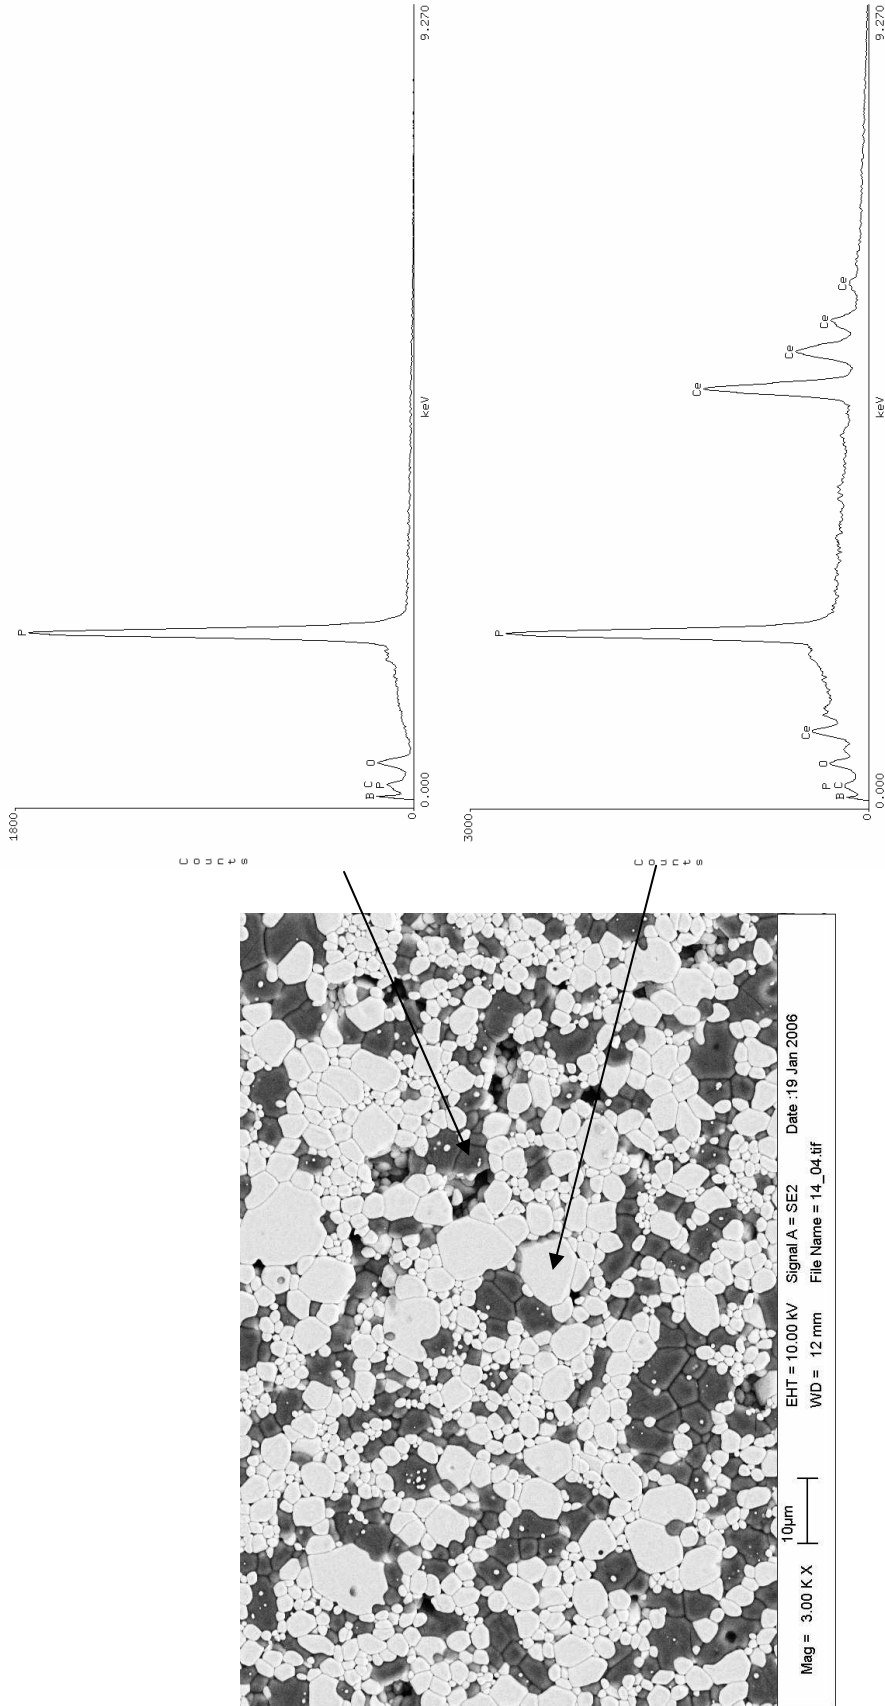 1800
Counts
P
B
C
P
O
0
0.000
keV
9.270
3000
Counts
P
B
C
P
O
Ce
Ce
Ce
Ce
Ce
0
0.000
keV
9.270
10µm
Mag = 3.00 K X
EHT = 10.00 kV
Signal A = SE2
Date :19 Jan 2006
WD = 12 mm
File Name = 14_04.tif